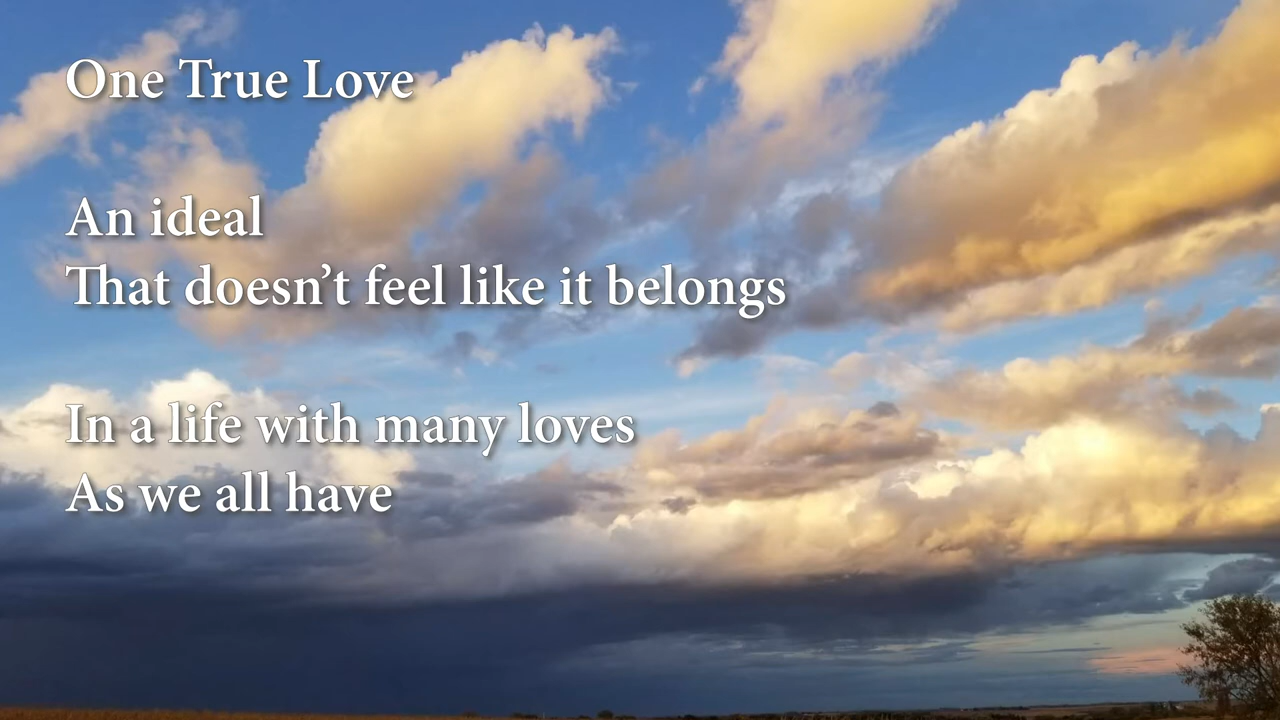 One True Love
An ideal
That doesn’t feel like it belongs
In a life with many loves
As we all have